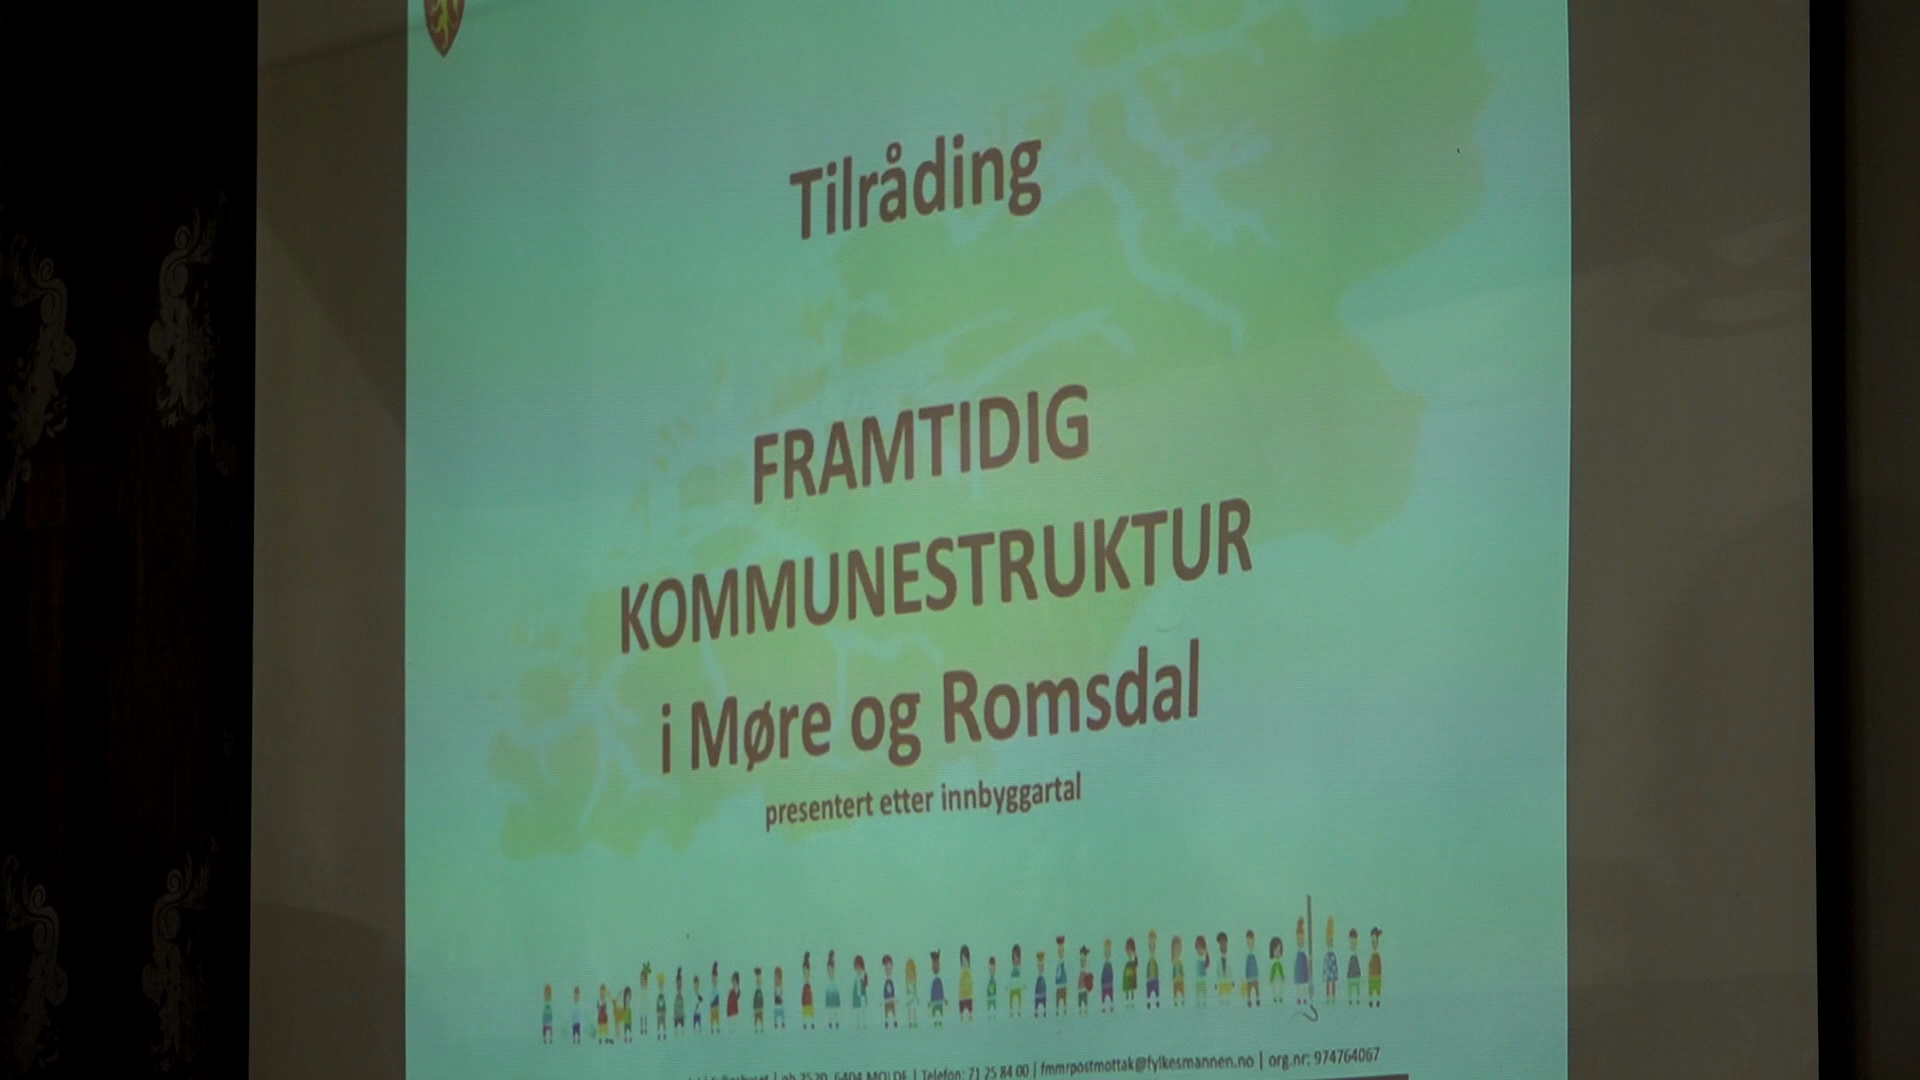 Tilråding
FRAMTIDIG
KOMMUNESTRUKTUR
i Møre og Romsdal
presentert etter innbyggartal
6404 MOLDE | Telefon: 71 25 84 00 | fmmrpostmottak@fylkesmannen.no | org.nr: 974764067